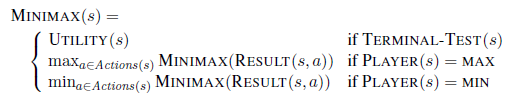 MINIMAX(s) =
UTILITY(s) if TERMINAL-TEST(s)
max_{a∈Actions(s)} MINIMAX(RESULT(s, a)) if PLAYER(s) = MAX
min_{a∈Actions(s)} MINIMAX(RESULT(s, a)) if PLAYER(s) = MIN